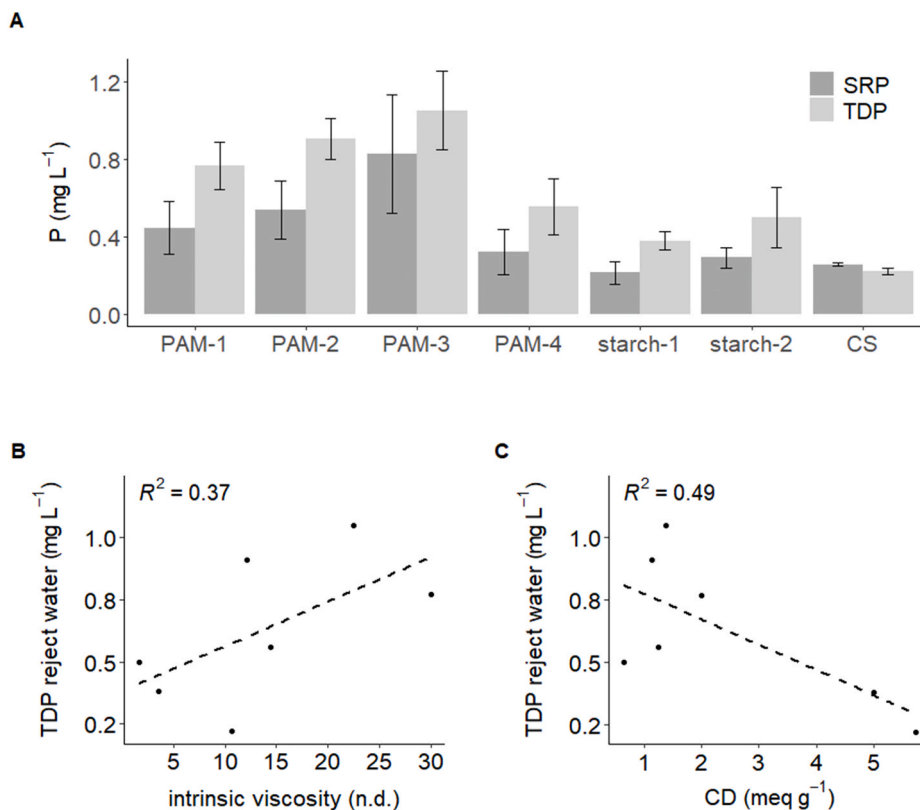 A
SRP
TDP
P (mg L⁻¹)
1.2
0.8
0.4
0.0
PAM-1 PAM-2 PAM-3 PAM-4 starch-1 starch-2 CS
B
R² = 0.37
TDP reject water (mg L⁻¹)
1.0
0.8
0.5
0.2
5 10 15 20 25 30
intrinsic viscosity (n.d.)
C
R² = 0.49
TDP reject water (mg L⁻¹)
1.0
0.8
0.5
0.2
1 2 3 4 5
CD (meq g⁻¹)